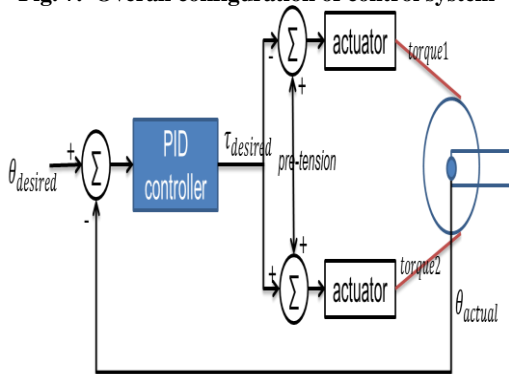 Fig. 7. Overall configuration of control system
Σ
-
+
actuator
torque1
θdesired
+
Σ
-
PID
controller
τdesired
pre-tension
+
+
Σ
actuator
torque2
θactual